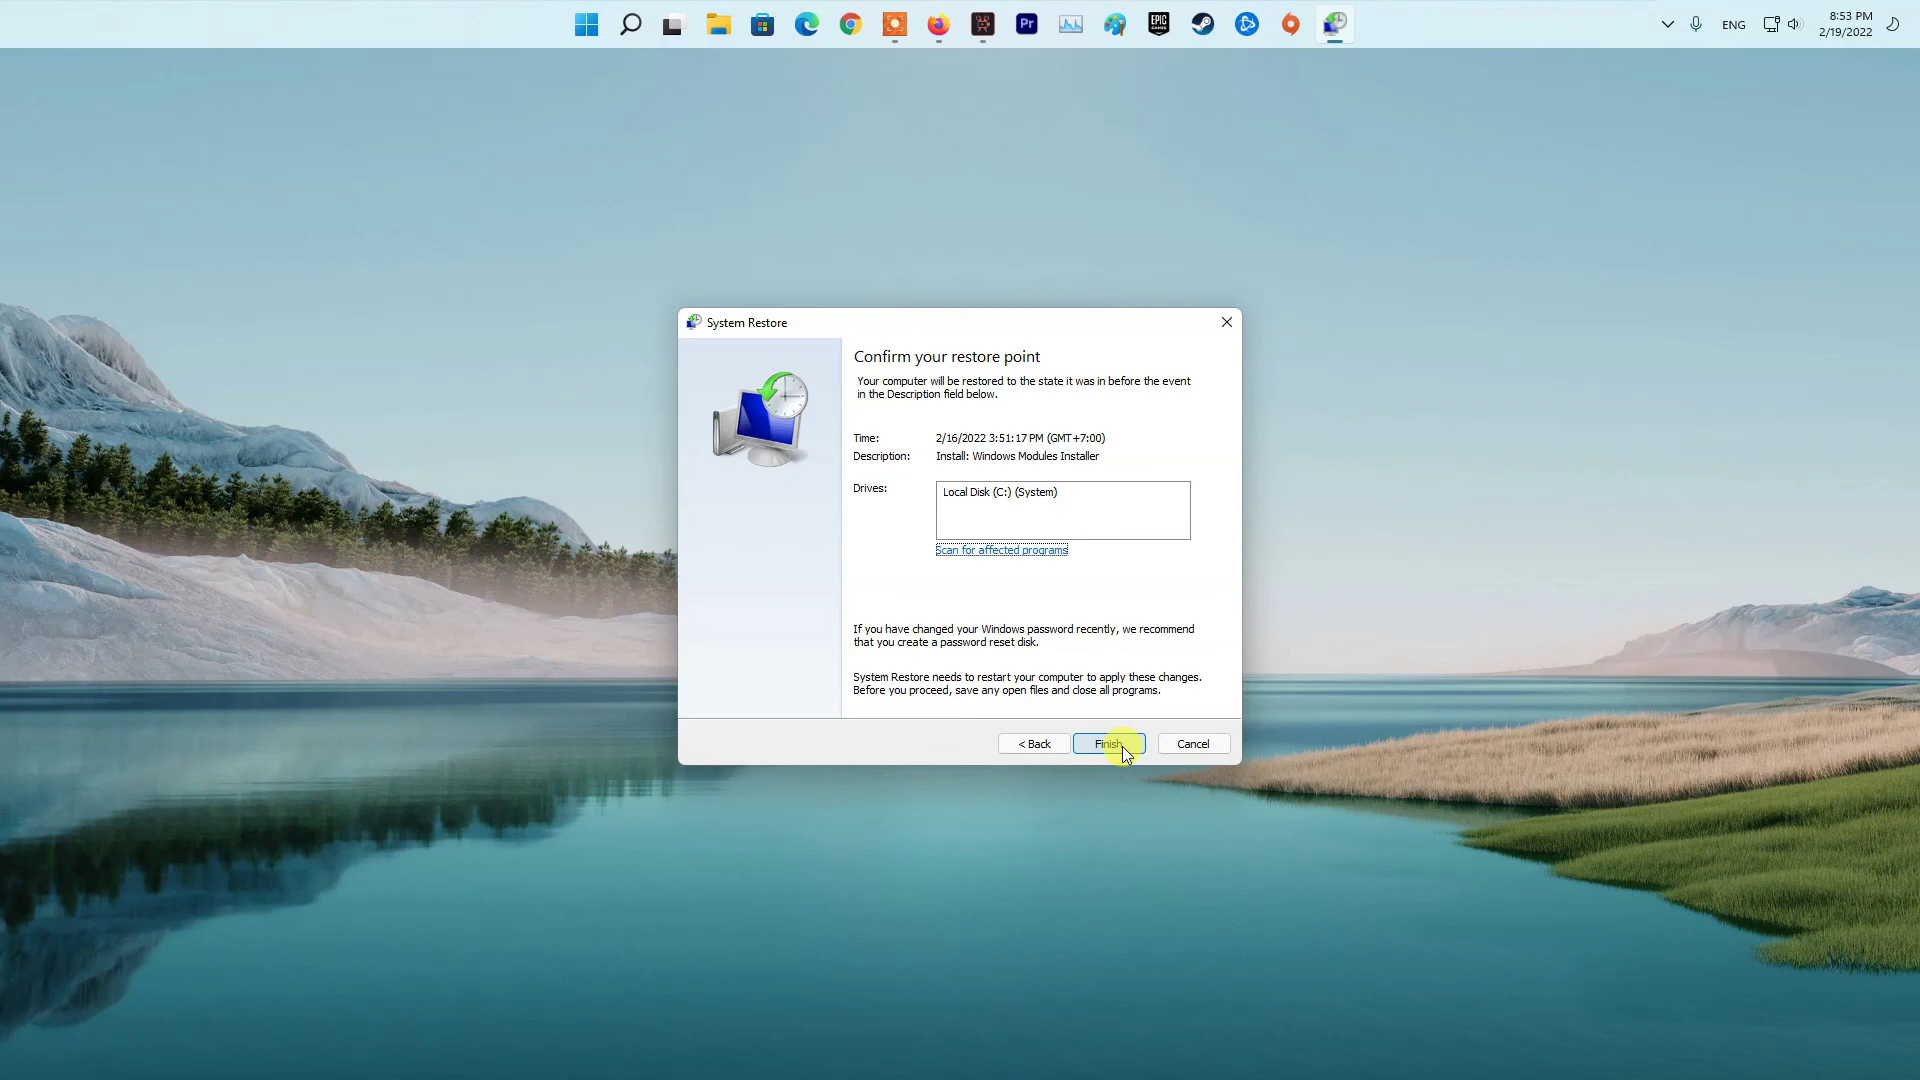 Pr
EPIC
GAMES
ENG
8:53 PM
2/19/2022
System Restore
Confirm your restore point
Your computer will be restored to the state it was in before the event
in the Description field below.
Time: 2/16/2022 3:51:17 PM (GMT+7:00)
Description: Install: Windows Modules Installer
Drives: Local Disk (C:) (System)
Scan for affected programs
If you have changed your Windows password recently, we recommend
that you create a password reset disk.
System Restore needs to restart your computer to apply these changes.
Before you proceed, save any open files and close all programs.
< Back Finish Cancel